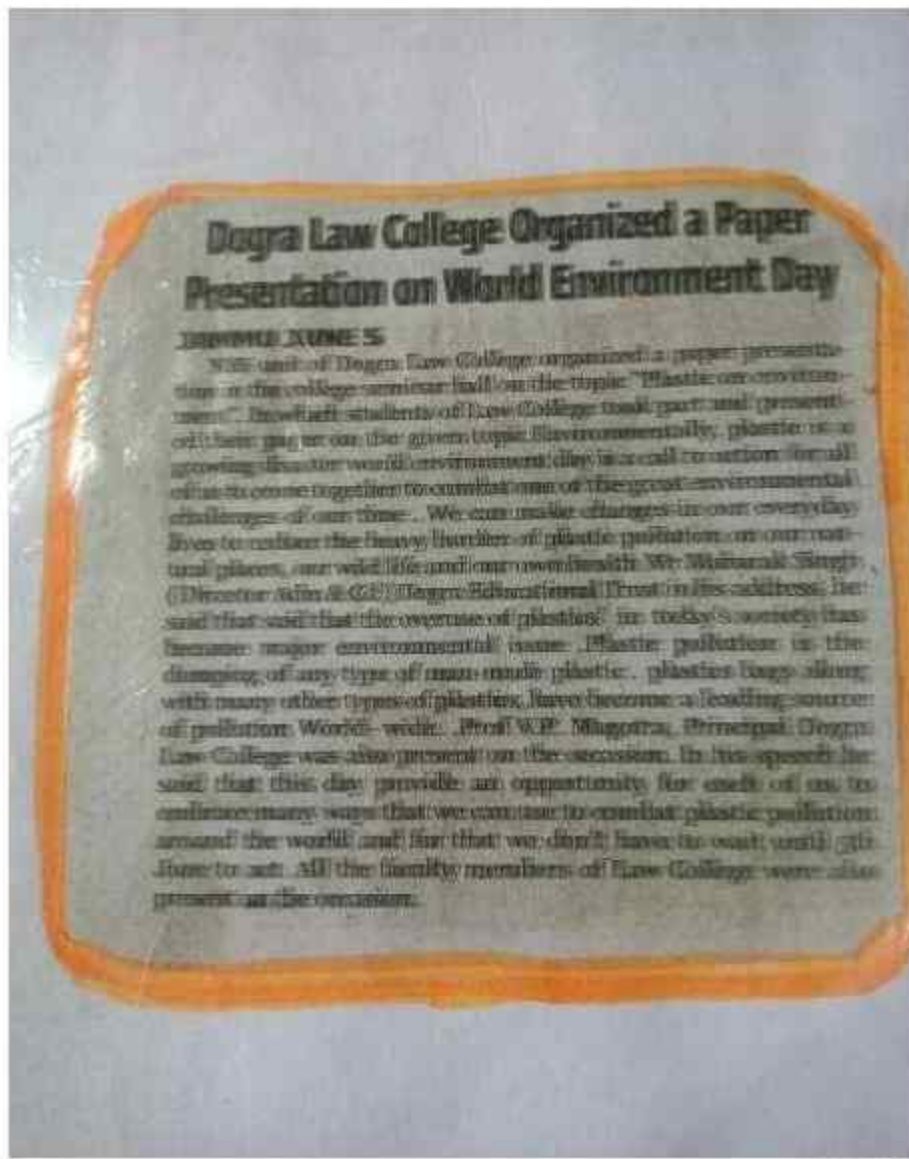 Dogra Law College Organized a Paper
Presentation on World Environment Day
JAMMU JUNE 5
NSS unit of Dogra Law College organized a paper presenta-
tion in the college seminar hall on the topic "Plastic on environ-
ment". In which students of Law College took part and present-
ed their paper on the given topic Environmentally, plastic is a
growing disaster world environment day is a call to action for all
of us to come together to combat one of the great environmental
challenges of our time . We can make changes in our everyday
lives to reduce the heavy burden of plastic pollution on our nat-
ural places, our wild life and our own health Wr Singh
(Director Adm & ) Dogra Educational Trust in his address, he
said that said that the overuse of plastics in today's society has
became major environmental issue .Plastic pollution is the
dumping of any type of man-made plastic , plastics bags along
with many other types of plastics, have become a leading source
of pollution World- wide. .Prof V.P. Magotra, Principal Dogra
Law College was also present on the occasion. In his speech he
said that this day provide an opportunity for each of us to
embrace many ways that we can use to combat plastic pollution
around the world and for that we don't have to wait until 5th
June to act. All the faculty members of Law College were also
present on the occasion.